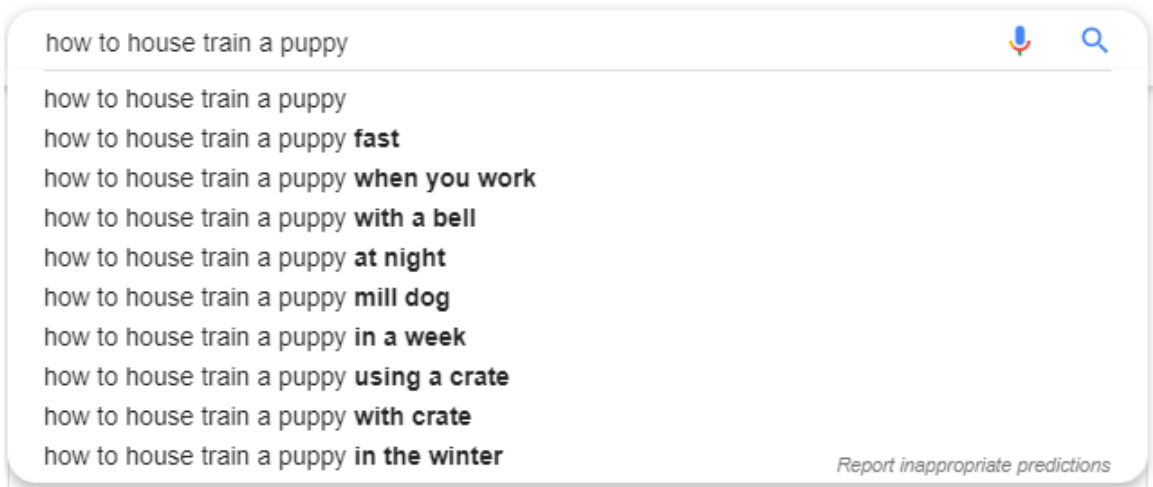 how to house train a puppy
how to house train a puppy
how to house train a puppy fast
how to house train a puppy when you work
how to house train a puppy with a bell
how to house train a puppy at night
how to house train a puppy mill dog
how to house train a puppy in a week
how to house train a puppy using a crate
how to house train a puppy with crate
how to house train a puppy in the winter
Report inappropriate predictions